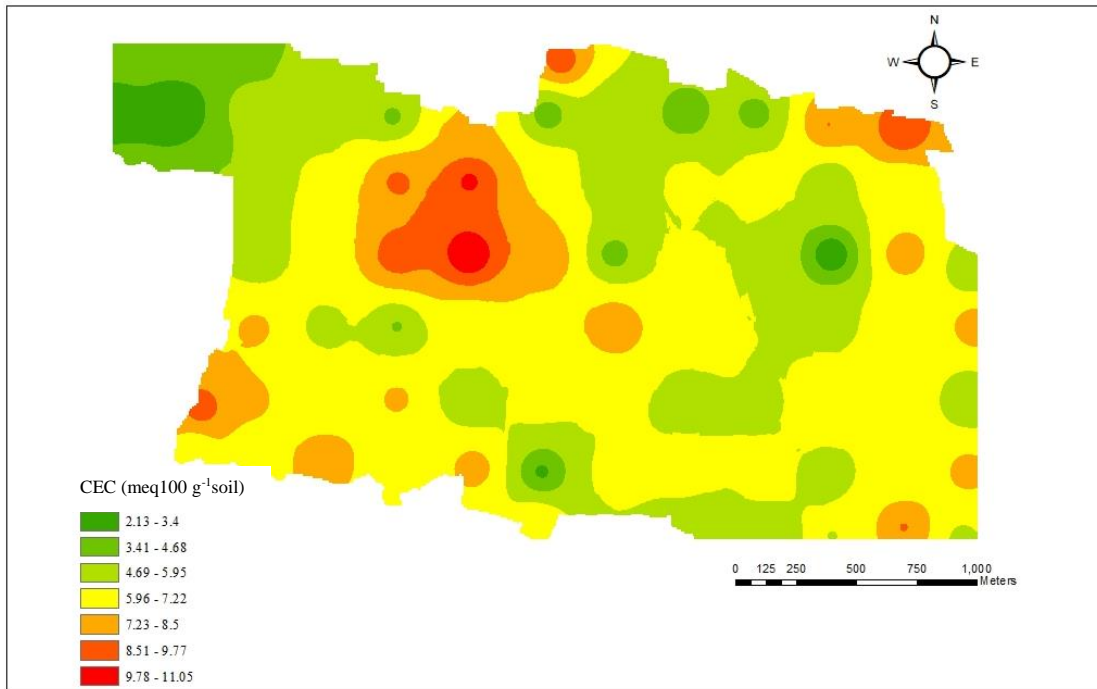 N
W E
S
CEC (meq100 g⁻¹soil)
2.13 - 3.4
3.41 - 4.68
4.69 - 5.95
5.96 - 7.22
7.23 - 8.5
8.51 - 9.77
9.78 - 11.05
0 125 250 500 750 1,000
Meters